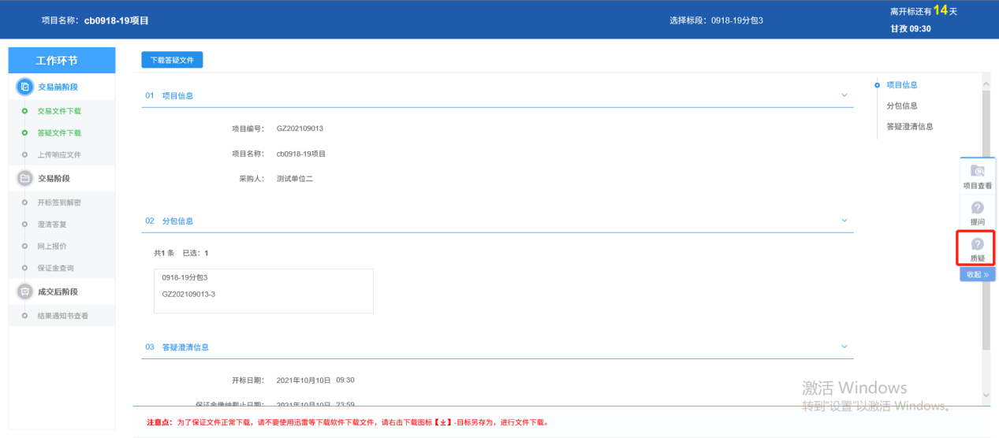 项目名称： cb0918-19项目
选择标段： 0918-19分包3
离开标还有14天
甘孜 09:30
工作环节
交易前阶段
交易文件下载
答疑文件下载
上传响应文件
交易阶段
开标签到解密
澄清答复
网上报价
保证金查询
成交后阶段
结果通知书查看
下载答疑文件
01 项目信息
项目编号： GZ202109013
项目名称： cb0918-19项目
采购人： 测试单位二
02 分包信息
共1 条 已选：1
0918-19分包3
GZ202109013-3
03 答疑澄清信息
开标日期： 2021年10月10日 09:30
保证金缴纳截止日期： 2021年10月10日 23:59
注意点：为了保证文件正常下载，请不要使用迅雷等下载软件下载文件，请右击下载图标【】-目标另存为，进行文件下载。
项目信息
分包信息
答疑澄清信息
项目查看
提问
质疑
收起 »
激活 Windows
转到"设置"以激活 Windows。